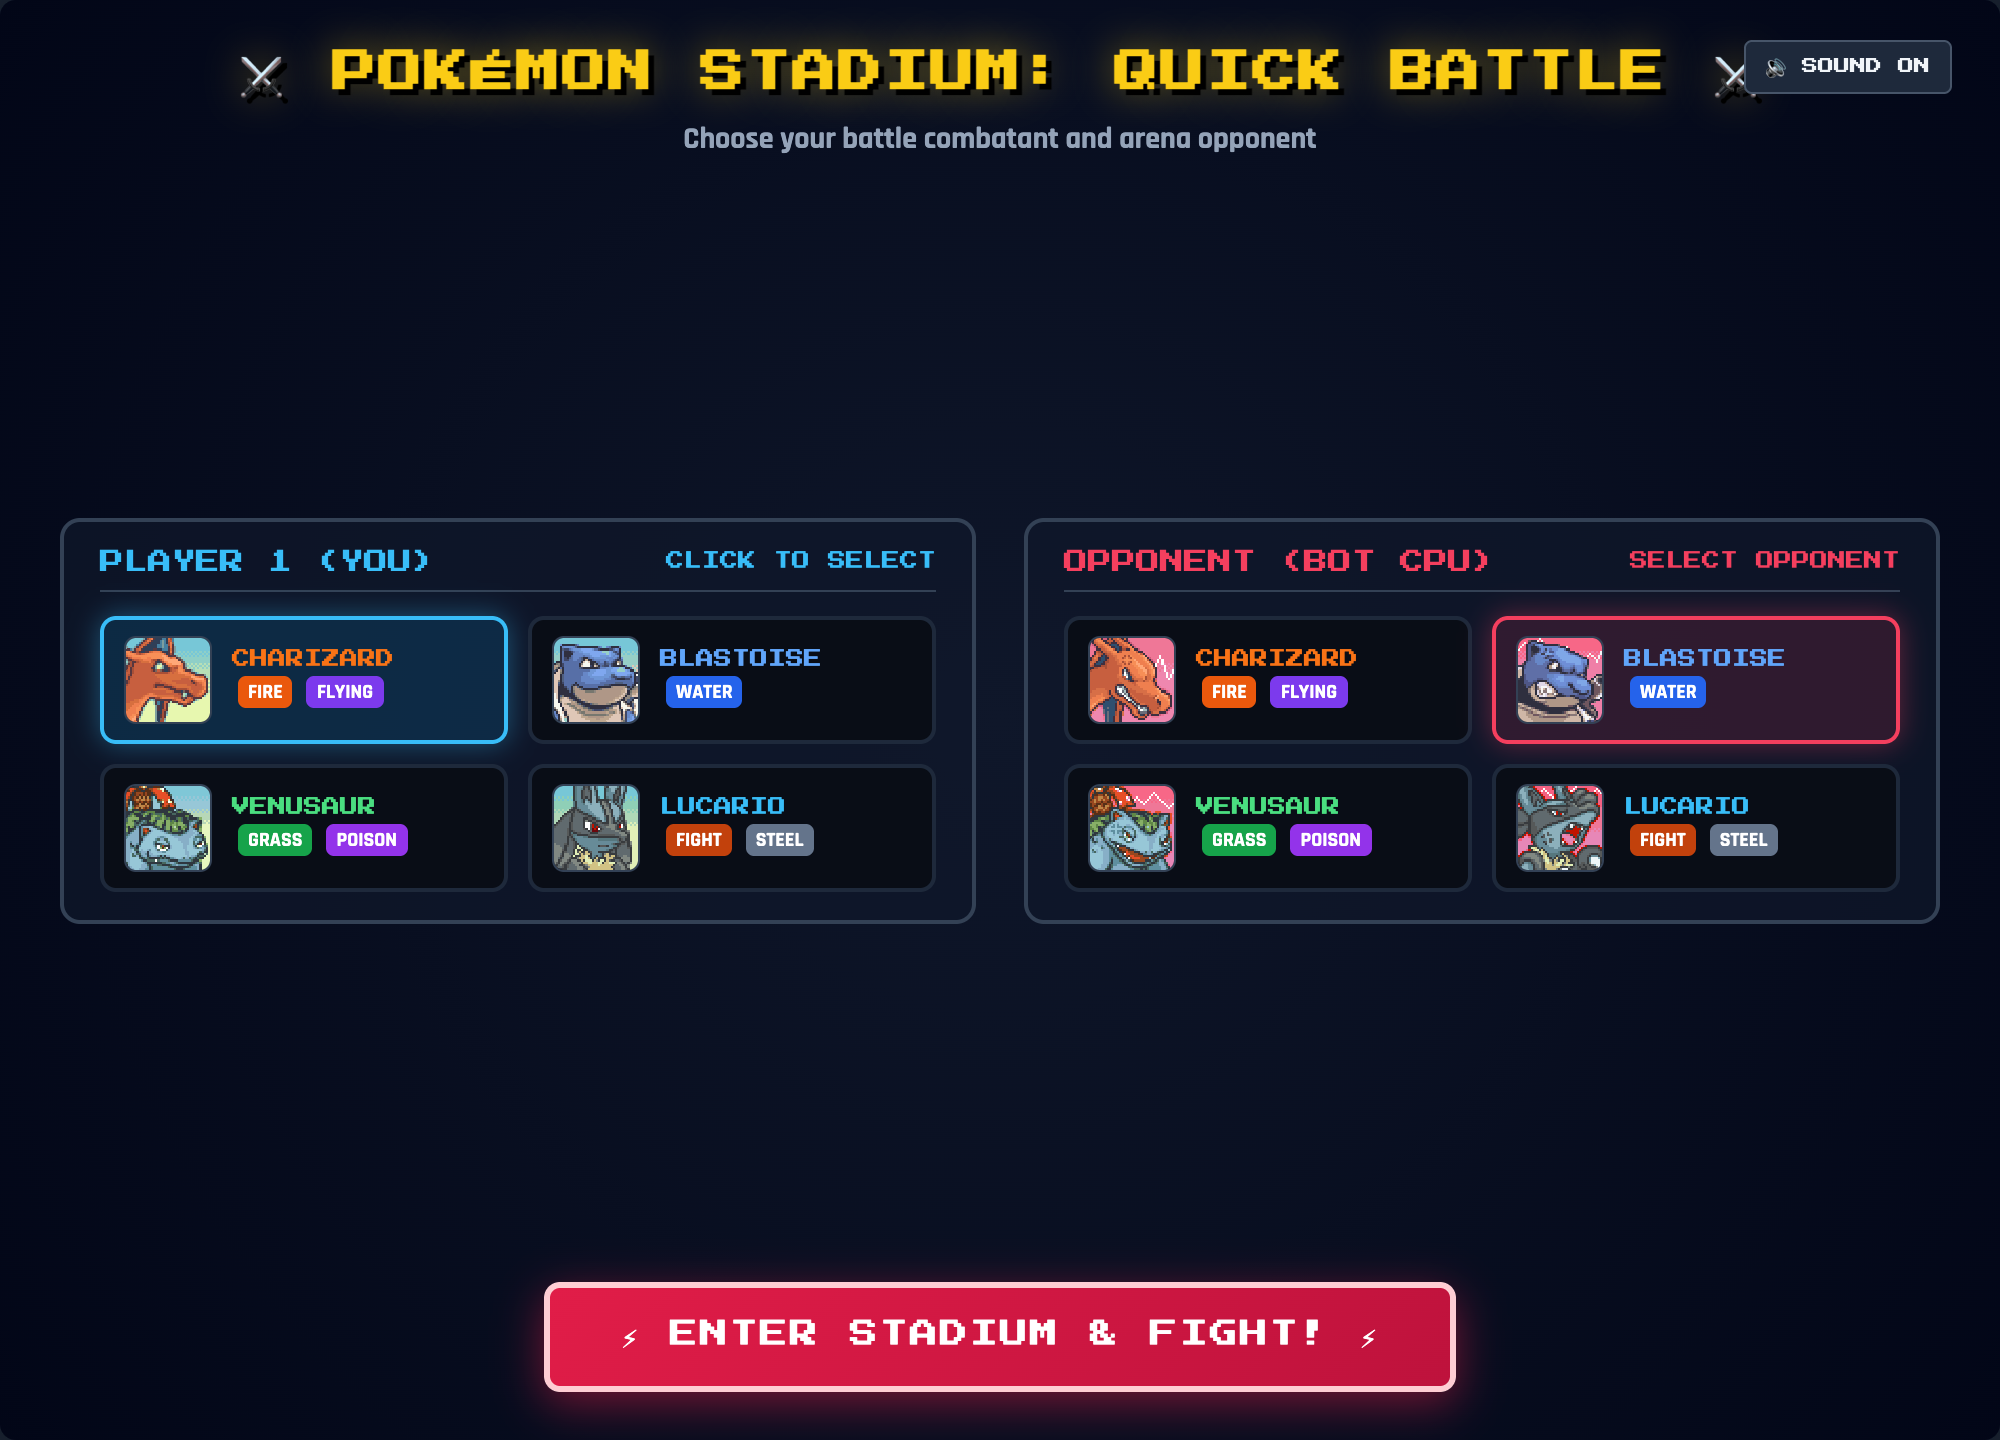 ⚔️ POKéMON STADIUM: QUICK BATTLE ⚔️
🔊 SOUND ON
Choose your battle combatant and arena opponent
PLAYER 1 (YOU)
CLICK TO SELECT
CHARIZARD
FIRE FLYING
BLASTOISE
WATER
VENUSAUR
GRASS POISON
LUCARIO
FIGHT STEEL
OPPONENT (BOT CPU)
SELECT OPPONENT
CHARIZARD
FIRE FLYING
BLASTOISE
WATER
VENUSAUR
GRASS POISON
LUCARIO
FIGHT STEEL
⚡ ENTER STADIUM & FIGHT! ⚡